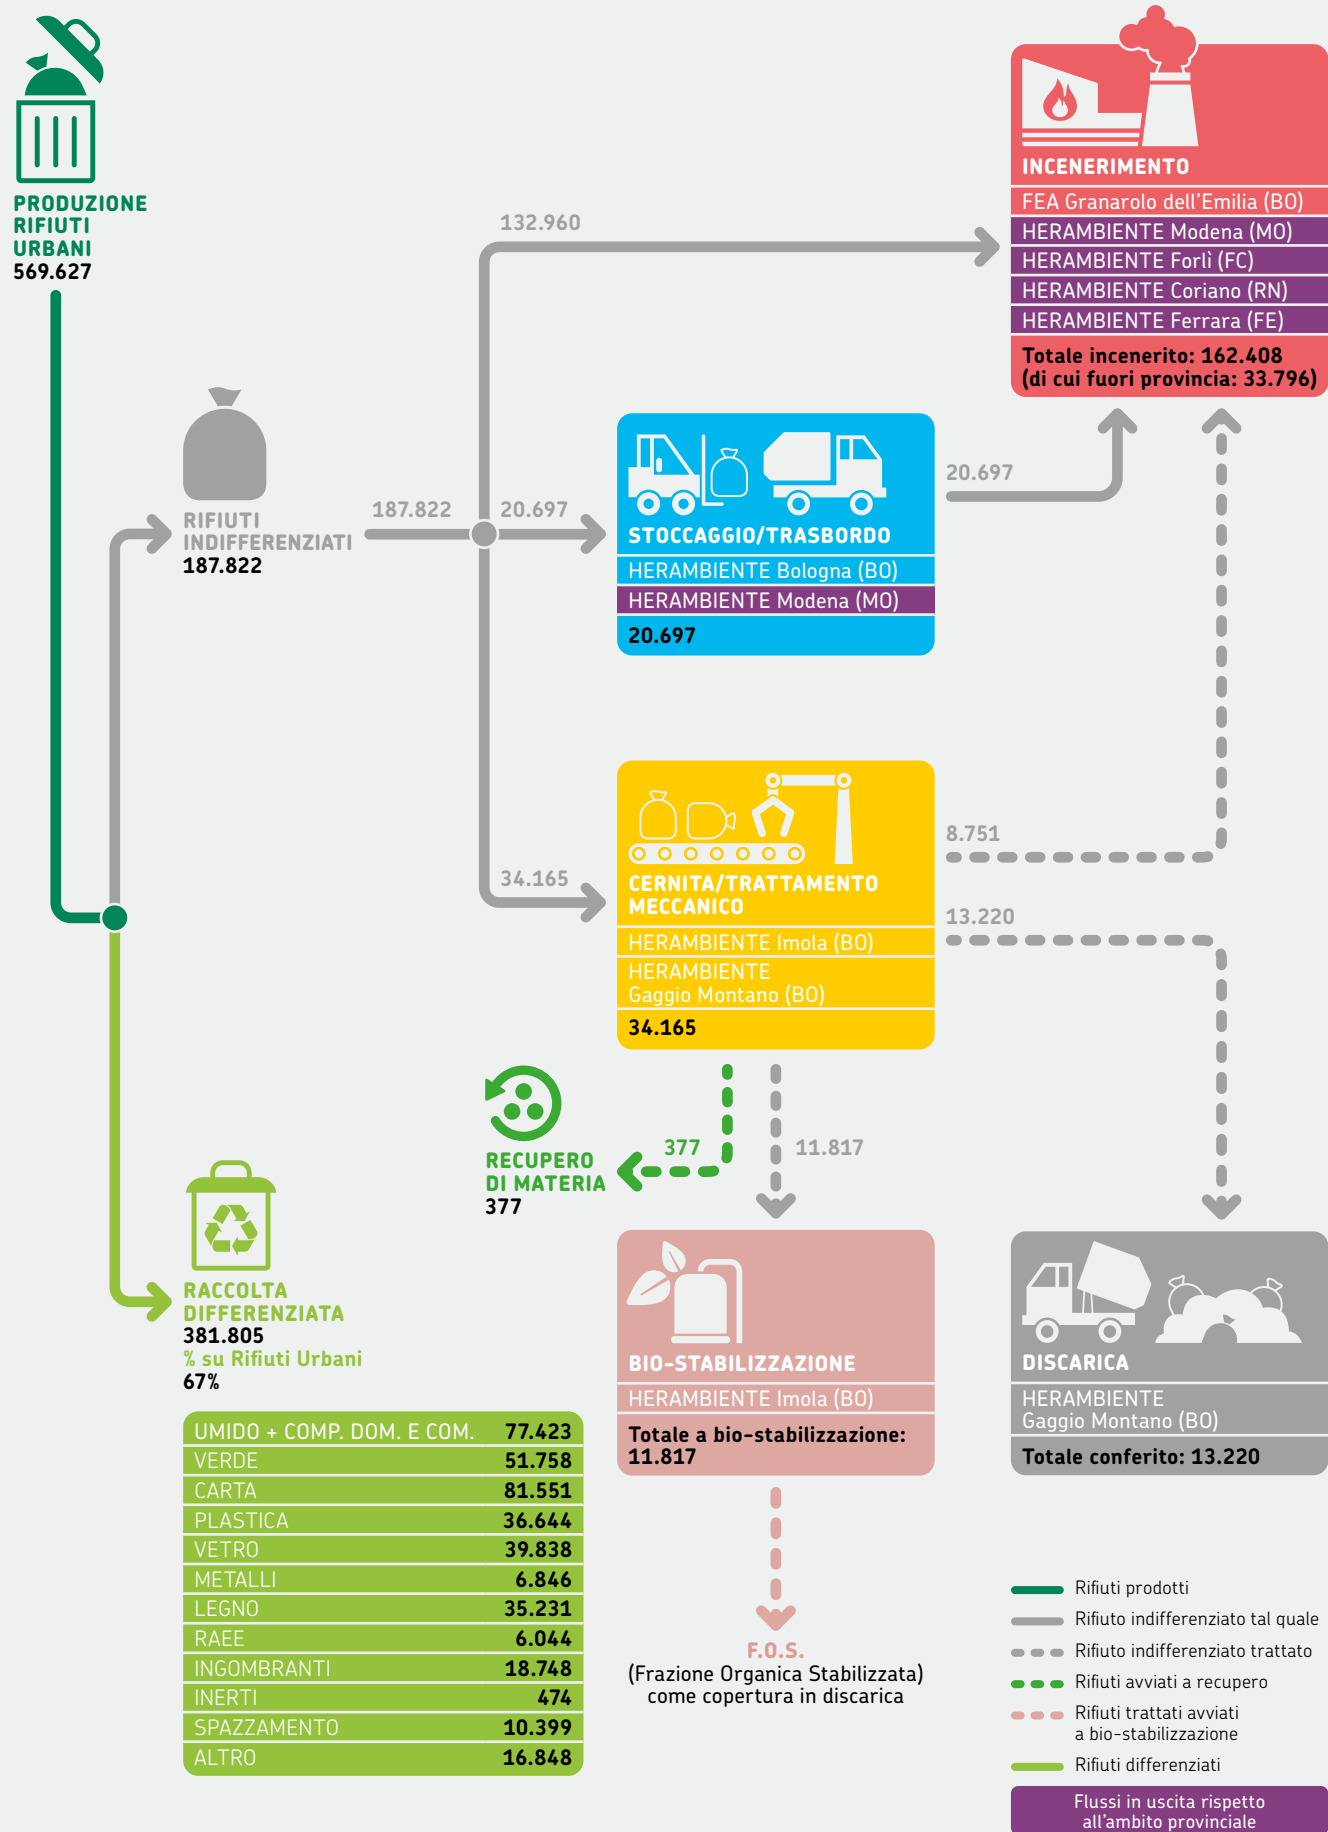 PRODUZIONE
RIFIUTI
URBANI
569.627
INCENERIMENTO
FEA Granarolo dell'Emilia (BO)
HERAMBIENTE Modena (MO)
HERAMBIENTE Forlì (FC)
HERAMBIENTE Coriano (RN)
HERAMBIENTE Ferrara (FE)
Totale incenerito: 162.408
(di cui fuori provincia: 33.796)
132.960
RIFIUTI
INDIFFERENZIATI
187.822
187.822
20.697
STOCCAGGIO/TRASBORDO
HERAMBIENTE Bologna (BO)
HERAMBIENTE Modena (MO)
20.697
20.697
34.165
CERNITA/TRATTAMENTO
MECCANICO
HERAMBIENTE Imola (BO)
HERAMBIENTE
Gaggio Montano (BO)
34.165
8.751
13.220
RECUPERO
DI MATERIA
377
377
11.817
RACCOLTA
DIFFERENZIATA
381.805
% su Rifiuti Urbani
67%
BIO-STABILIZZAZIONE
HERAMBIENTE Imola (BO)
Totale a bio-stabilizzazione:
11.817
DISCARICA
HERAMBIENTE
Gaggio Montano (BO)
Totale conferito: 13.220
UMIDO + COMP. DOM. E COM. 77.423
VERDE 51.758
CARTA 81.551
PLASTICA 36.644
VETRO 39.838
METALLI 6.846
LEGNO 35.231
RAEE 6.044
INGOMBRANTI 18.748
INERTI 474
SPAZZAMENTO 10.399
ALTRO 16.848
F.O.S.
(Frazione Organica Stabilizzata)
come copertura in discarica
Rifiuti prodotti
Rifiuto indifferenziato tal quale
Rifiuto indifferenziato trattato
Rifiuti avviati a recupero
Rifiuti trattati avviati
a bio-stabilizzazione
Rifiuti differenziati
Flussi in uscita rispetto
all'ambito provinciale